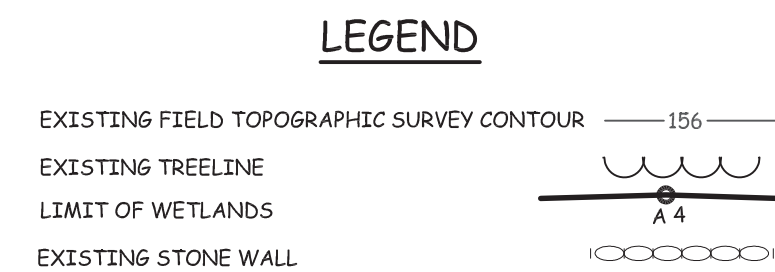 LEGEND
EXISTING FIELD TOPOGRAPHIC SURVEY CONTOUR 156
EXISTING TREELINE
LIMIT OF WETLANDS A 4
EXISTING STONE WALL